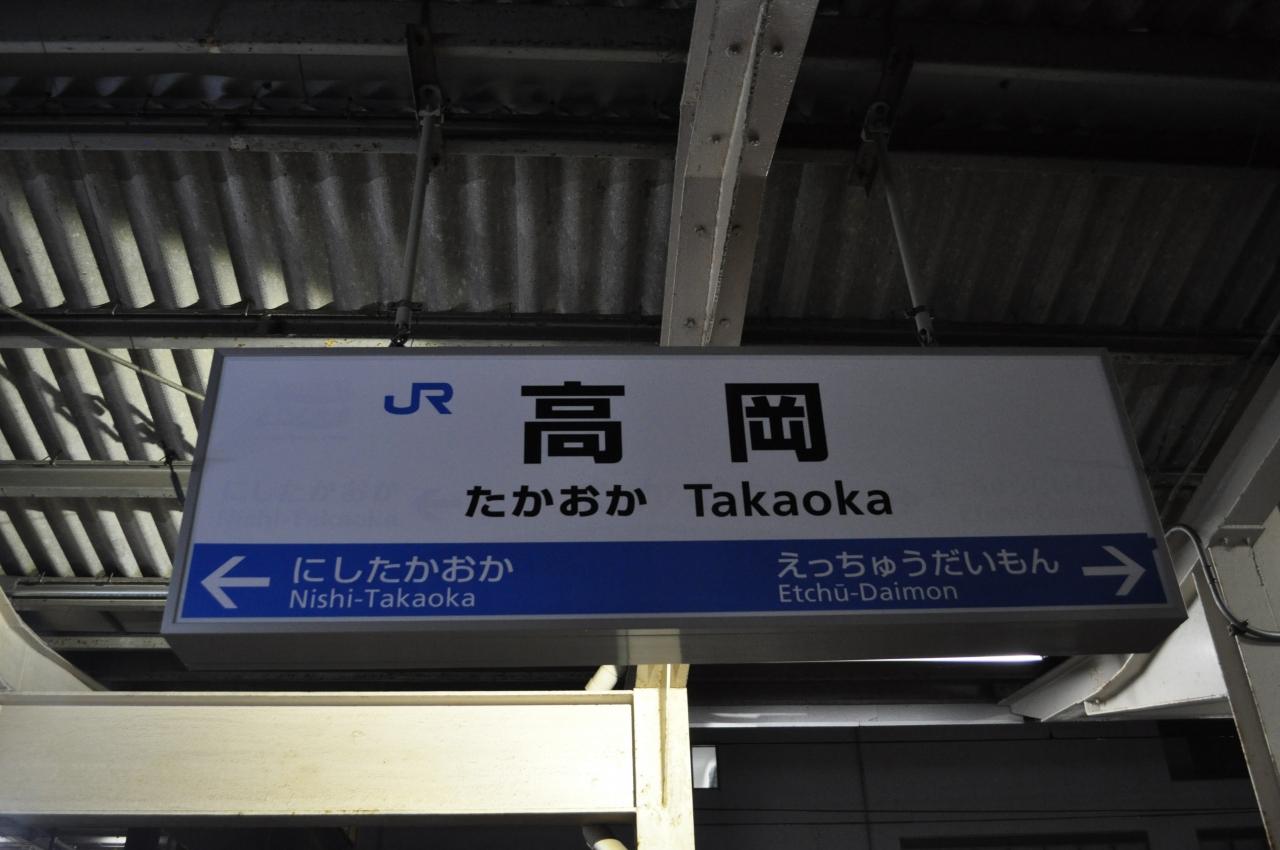 JR 高岡
たかおか Takaoka
← にしたかおか
Nishi-Takaoka
えっちゅうだいもん →
Etchū-Daimon